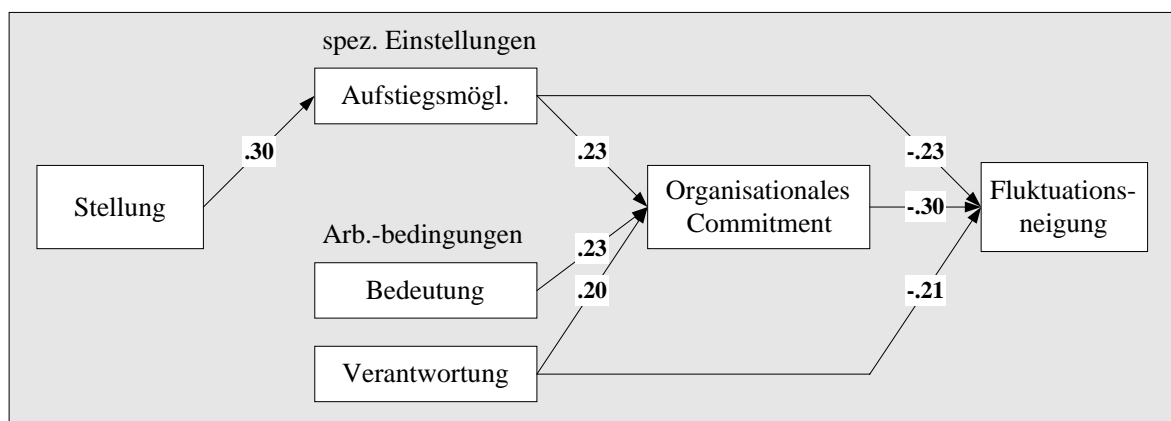 spez. Einstellungen
Aufstiegsmögl.
.30
.23
-.23
Stellung
Organisationales
Commitment
-.30
Fluktuations-
neigung
Arb.-bedingungen
.23
Bedeutung
.20
-.21
Verantwortung